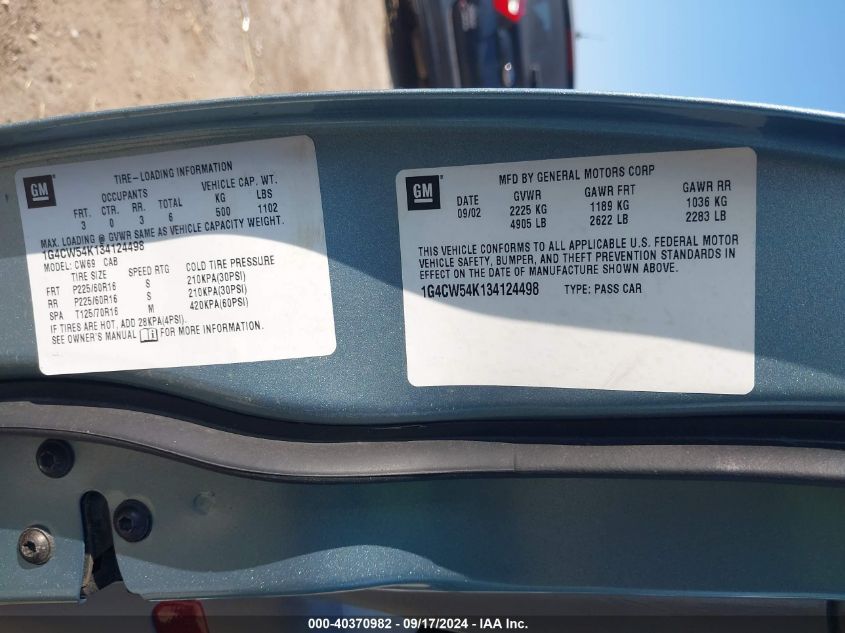 GM
TIRE-LOADING INFORMATION
OCCUPANTS VEHICLE CAP. WT.
FRT. CTR. RR. TOTAL KG LBS
3 0 3 6 500 1102
MAX. LOADING @ GVWR SAME AS VEHICLE CAPACITY WEIGHT.
1G4CW54K134124498
MODEL: CW69 CAB
TIRE SIZE SPEED RTG COLD TIRE PRESSURE
FRT P225/60R16 S 210KPA(30PSI)
RR P225/60R16 S 210KPA(30PSI)
SPA T125/70R16 M 420KPA(60PSI)
IF TIRES ARE HOT, ADD 28KPA(4PSI).
SEE OWNER'S MANUAL FOR MORE INFORMATION.
GM
MFD BY GENERAL MOTORS CORP
DATE GVWR GAWR FRT GAWR RR
09/02 2225 KG 1189 KG 1036 KG
4905 LB 2622 LB 2283 LB
THIS VEHICLE CONFORMS TO ALL APPLICABLE U.S. FEDERAL MOTOR
VEHICLE SAFETY, BUMPER, AND THEFT PREVENTION STANDARDS IN
EFFECT ON THE DATE OF MANUFACTURE SHOWN ABOVE.
1G4CW54K134124498 TYPE: PASS CAR
000-40370982 - 09/17/2024 - IAA Inc.